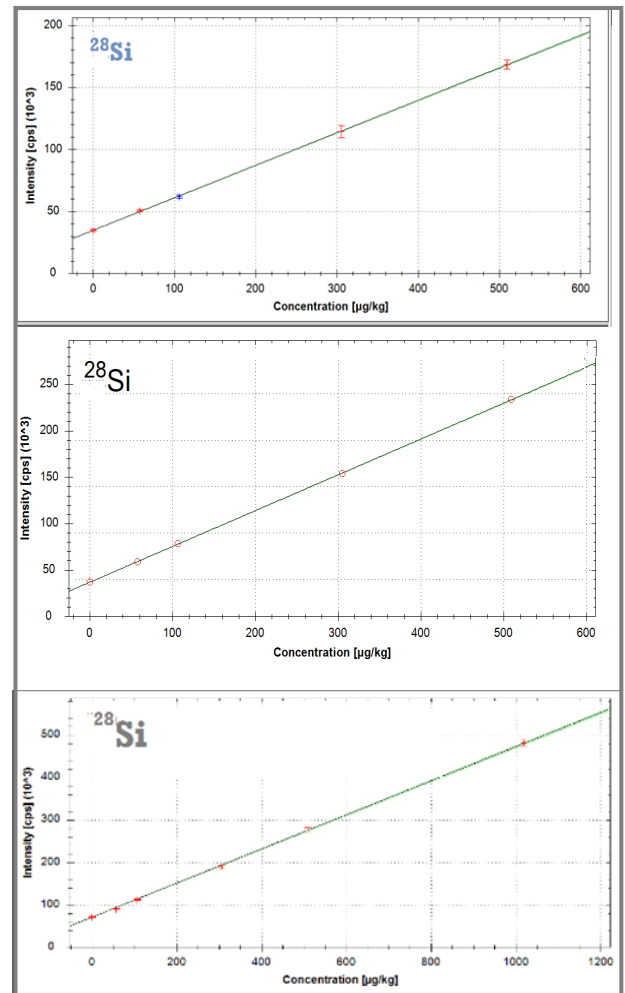 28Si
200
150
100
50
0
0 100 200 300 400 500 600
Intensity [cps] (10^3)
Concentration [µg/kg]
28Si
250
200
150
100
50
0
0 100 200 300 400 500 600
Intensity [cps] (10^3)
Concentration [µg/kg]
28Si
500
400
300
200
100
0
0 200 400 600 800 1000 1200
Intensity [cps] (10^3)
Concentration [µg/kg]